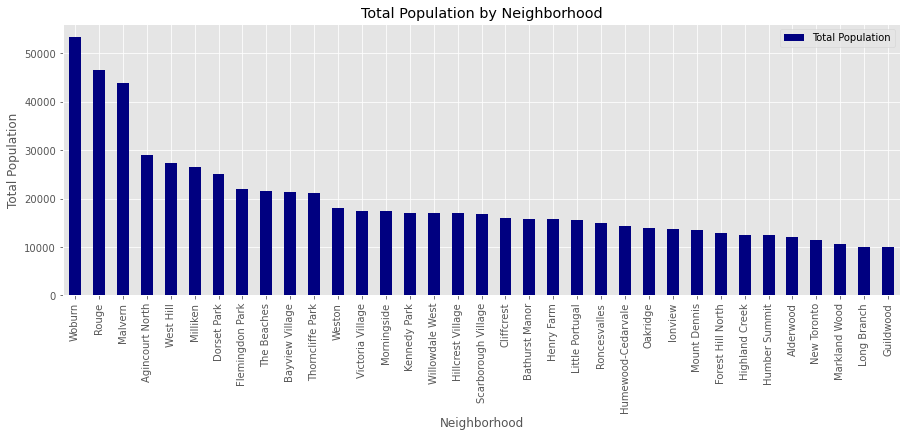 Total Population by Neighborhood
Total Population
Total Population
50000
40000
30000
20000
10000
0
Woburn
Rouge
Malvern
Agincourt North
West Hill
Milliken
Dorset Park
Flemingdon Park
The Beaches
Bayview Village
Thorncliffe Park
Weston
Victoria Village
Morningside
Kennedy Park
Willowdale West
Hillcrest Village
Scarborough Village
Cliffcrest
Bathurst Manor
Henry Farm
Little Portugal
Roncesvalles
Humewood-Cedarvale
Oakridge
Ionview
Mount Dennis
Forest Hill North
Highland Creek
Humber Summit
Alderwood
New Toronto
Markland Wood
Long Branch
Guildwood
Neighborhood